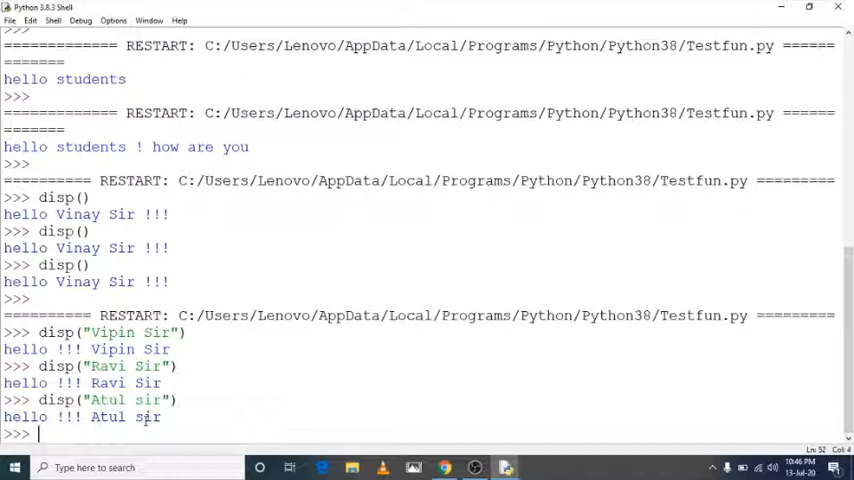 Python 3.8.3 Shell
File Edit Shell Debug Options Window Help
>>>
============= RESTART: C:/Users/Lenovo/AppData/Local/Programs/Python/Python38/Testfun.py ======
=======
hello students
>>>
============= RESTART: C:/Users/Lenovo/AppData/Local/Programs/Python/Python38/Testfun.py ======
=======
hello students ! how are you
>>>
========== RESTART: C:/Users/Lenovo/AppData/Local/Programs/Python/Python38/Testfun.py =========
>>> disp()
hello Vinay Sir !!!
>>> disp()
hello Vinay Sir !!!
>>> disp()
hello Vinay Sir !!!
>>>
========== RESTART: C:/Users/Lenovo/AppData/Local/Programs/Python/Python38/Testfun.py =========
>>> disp("Vipin Sir")
hello !!! Vipin Sir
>>> disp("Ravi Sir")
hello !!! Ravi Sir
>>> disp("Atul sir")
hello !!! Atul sir
>>>
Ln: 52 Col: 4
Type here to search
10:46 PM
13-Jul-20